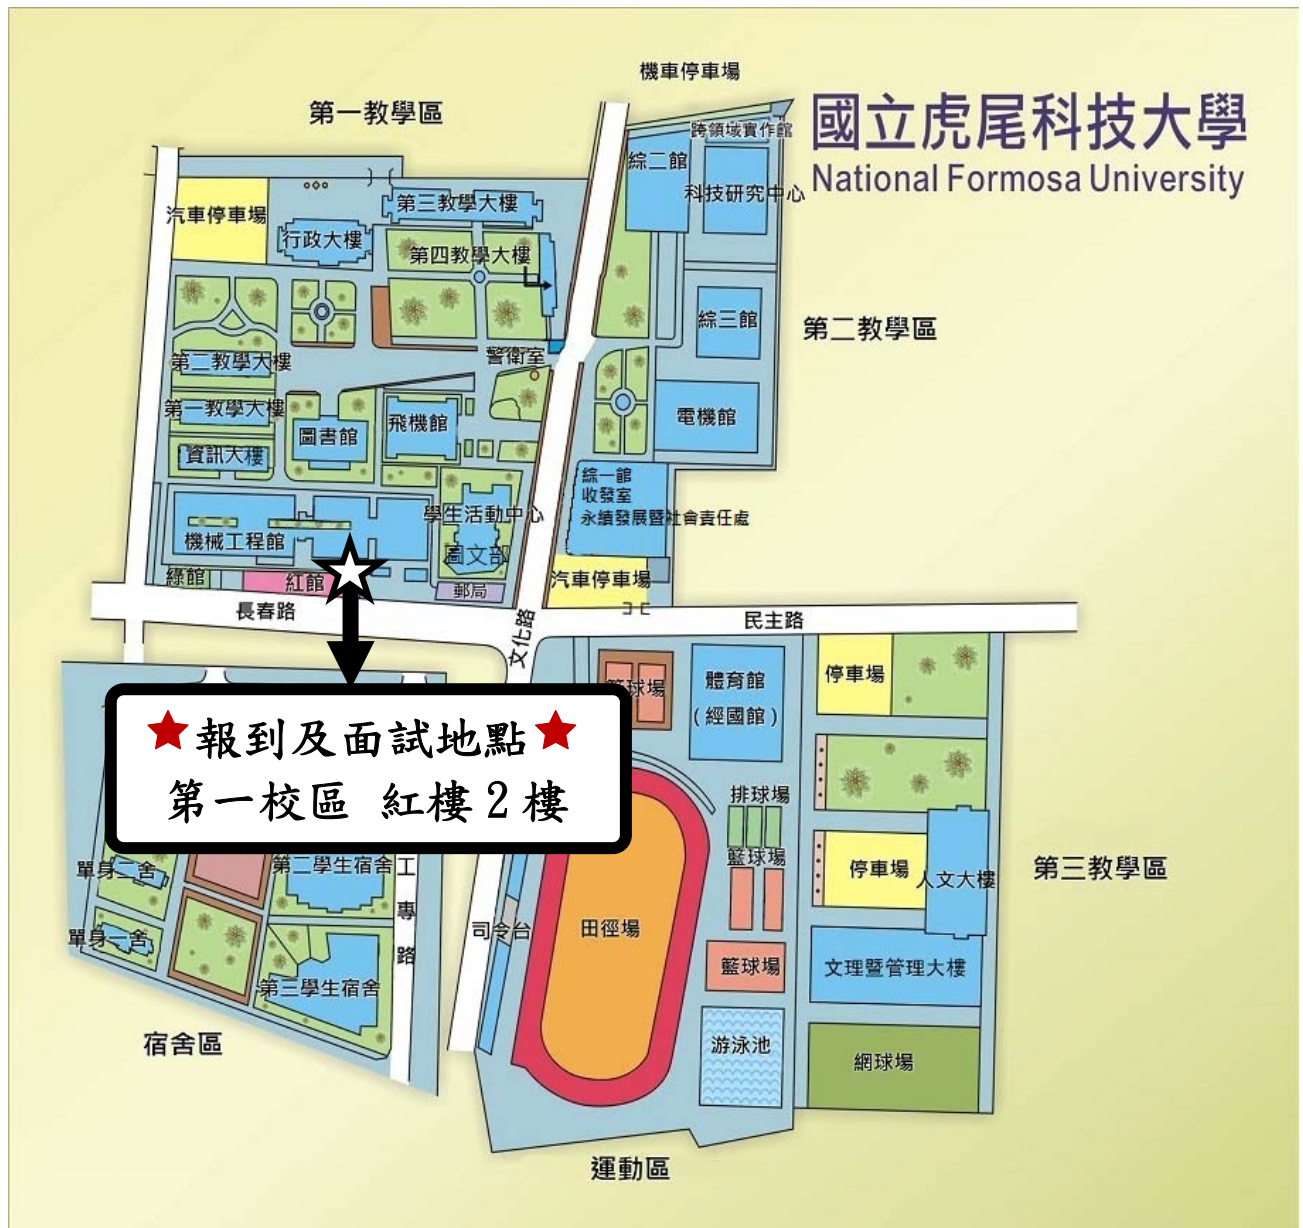 機車停車場
第一教學區
國立虎尾科技大學
National Formosa University
跨領域實作館
綜二館
科技研究中心
第三教學大樓
汽車停車場
行政大樓
第四教學大樓
綜三館
第二教學區
警衛室
第二教學大樓
第一教學大樓
飛機館
電機館
圖書館
資訊大樓
綜一館
收發室
永續發展暨社會責任處
學生活動中心
機械工程館
圖文部
綠館
紅館
郵局
汽車停車場
長春路
文化路
民主路
籃球場
體育館
(經國館)
停車場
★報到及面試地點★
第一校區 紅樓2樓
排球場
籃球場
單身二舍
第二學生宿舍
工專路
停車場
人文大樓
第三教學區
單身一舍
司令台
田徑場
籃球場
文理暨管理大樓
第三學生宿舍
宿舍區
游泳池
網球場
運動區